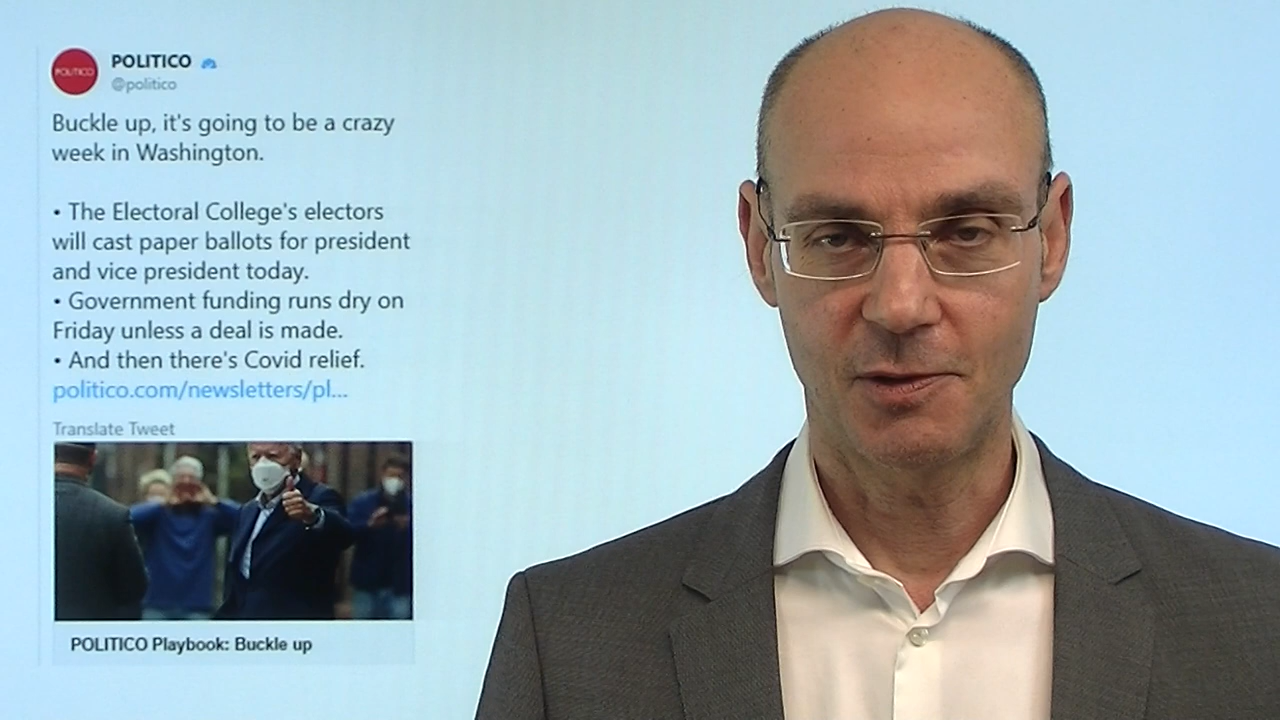 POLITICO
POLITICO
@politico
Buckle up, it's going to be a crazy
week in Washington.
• The Electoral College's electors
will cast paper ballots for president
and vice president today.
• Government funding runs dry on
Friday unless a deal is made.
• And then there's Covid relief.
politico.com/newsletters/pl...
Translate Tweet
POLITICO Playbook: Buckle up